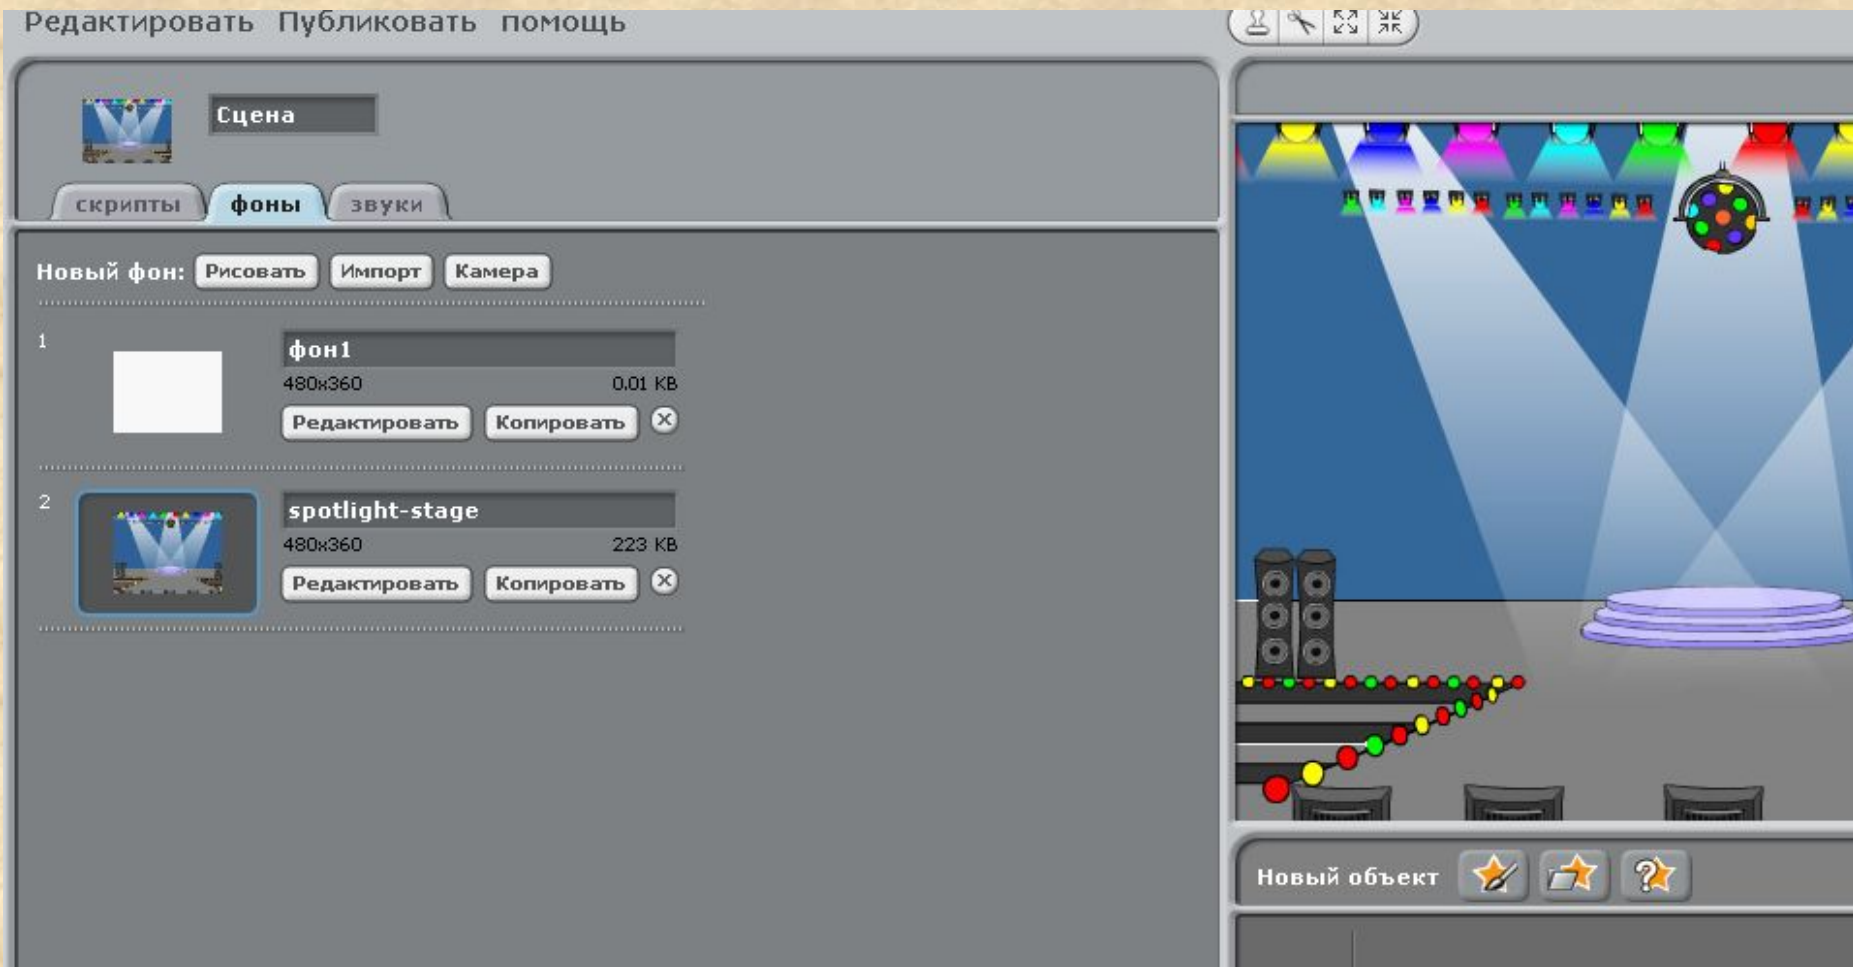 Редактировать Публиковать помощь
Сцена
скрипты фоны звуки
Новый фон: Рисовать Импорт Камера
1
фон1
480x360 0.01 KB
Редактировать Копировать
2
spotlight-stage
480x360 223 KB
Редактировать Копировать
Новый объект